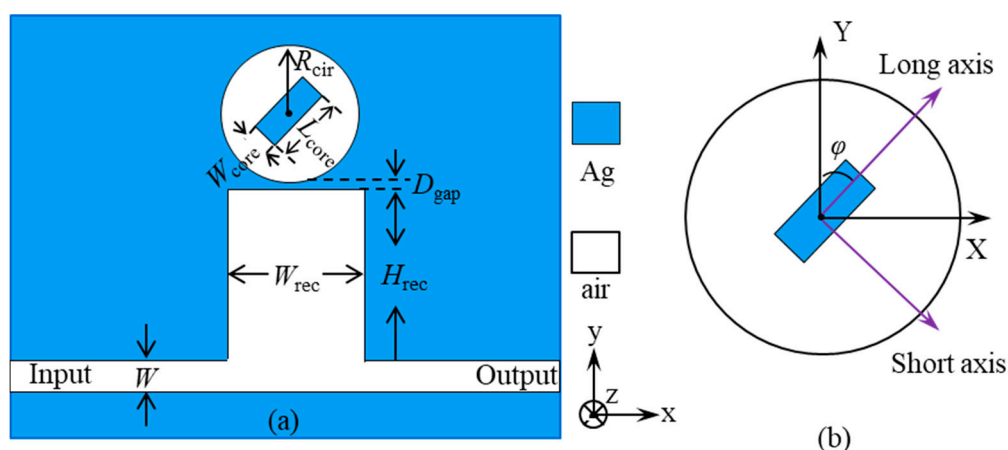 R_cir
L_core
W_core
D_gap
W_rec
H_rec
Input
W
Output
(a)
Ag
air
y
z
x
Y
Long axis
φ
X
Short axis
(b)